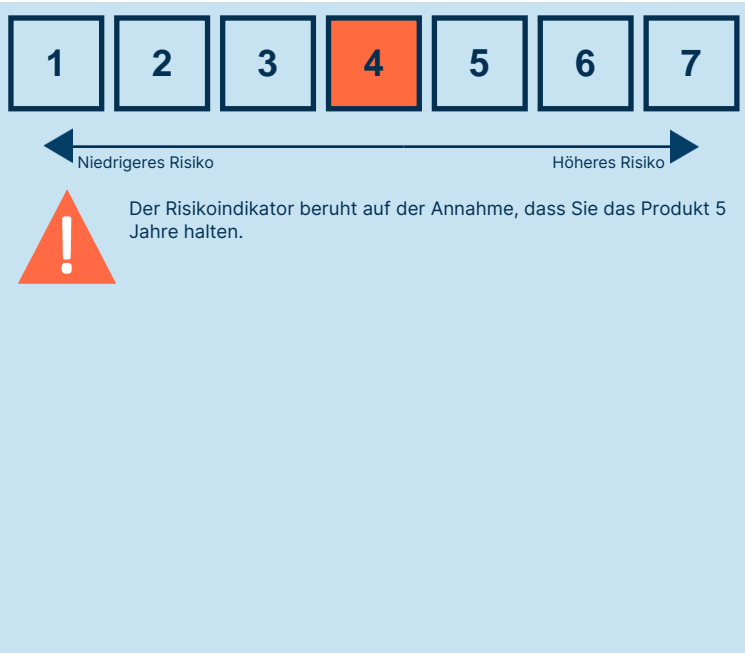 1 2 3 4 5 6 7
Niedrigeres Risiko Höheres Risiko
Der Risikoindikator beruht auf der Annahme, dass Sie das Produkt 5
Jahre halten.